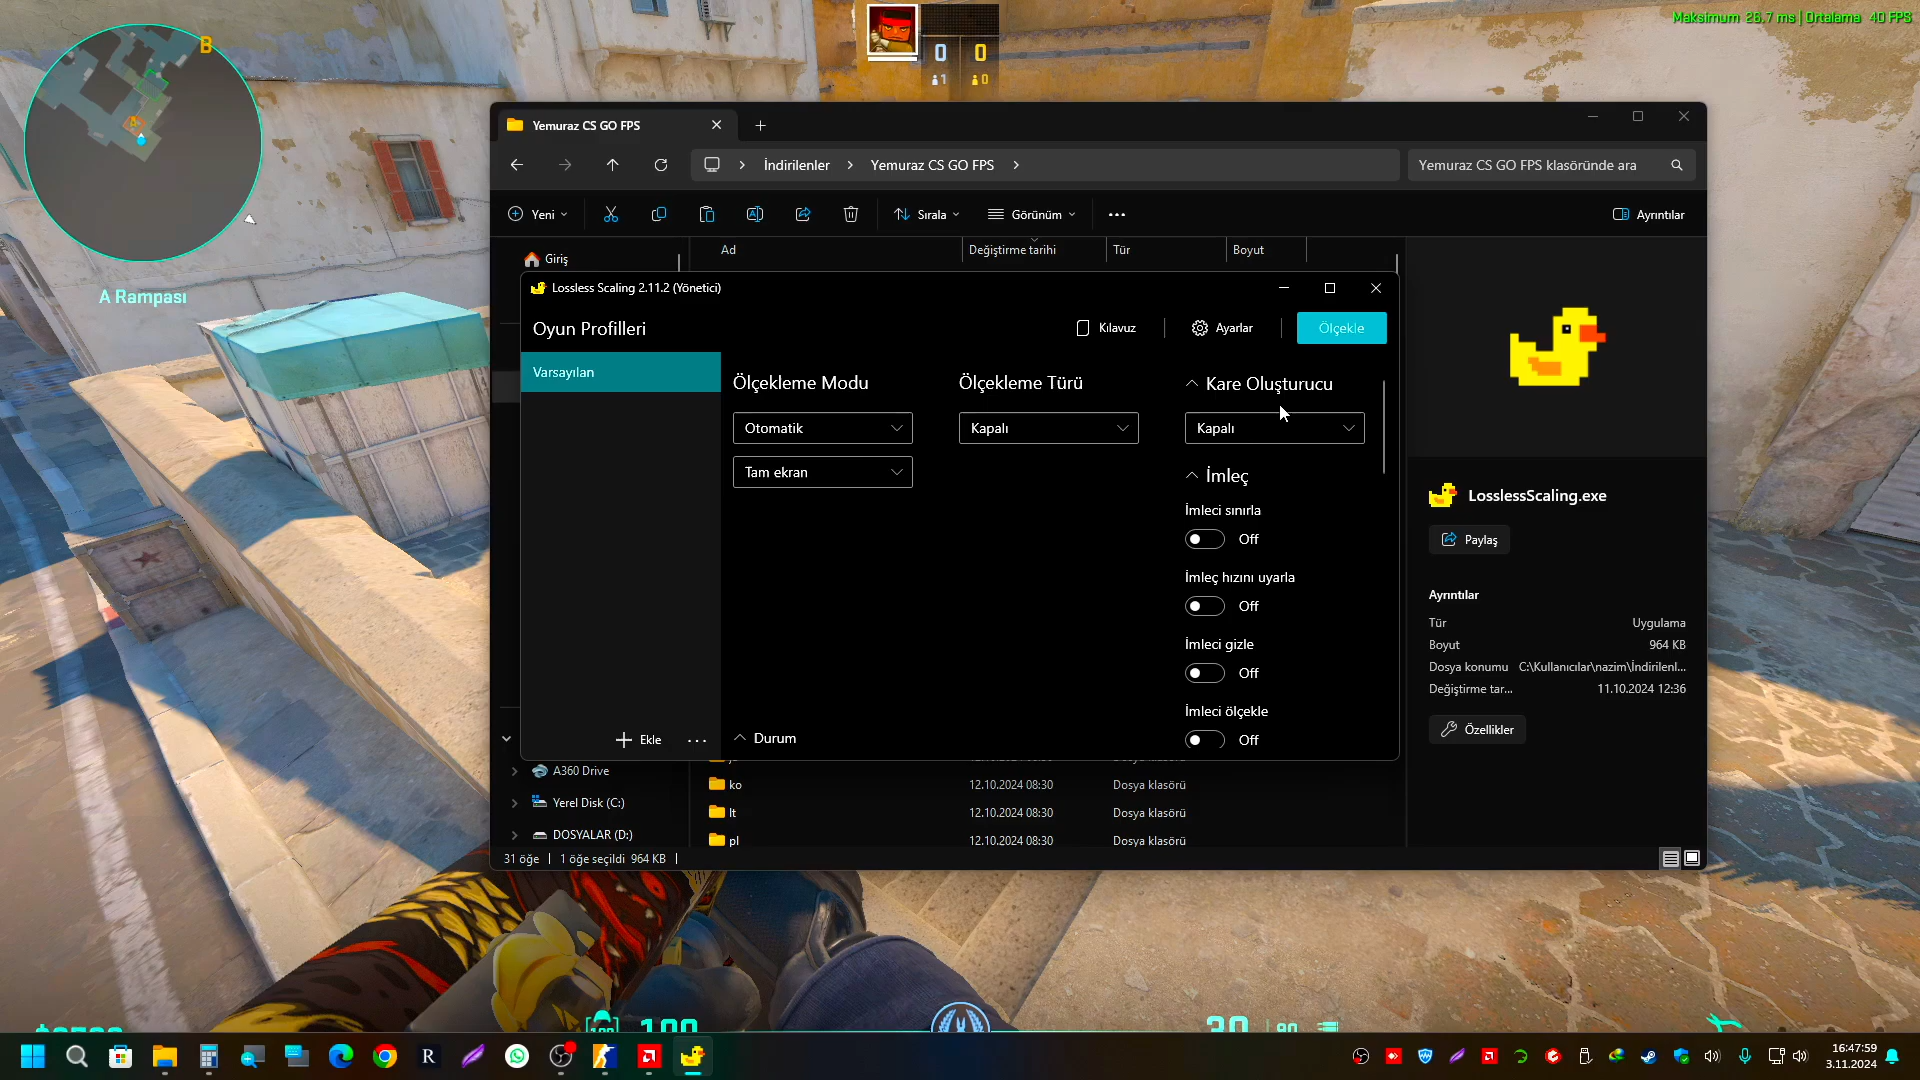 Maksimum 26.7 ms | Ortalama 40 FPS
B
0 0
1 0
A Rampası
Yemuraz CS GO FPS
İndirilenler
Yemuraz CS GO FPS
Yemuraz CS GO FPS klasöründe ara
Yeni
Sırala
Görünüm
Ayrıntılar
Giriş
Ad
Değiştirme tarihi
Tür
Boyut
Lossless Scaling 2.11.2 (Yönetici)
Oyun Profilleri
Kılavuz
Ayarlar
Ölçekle
Varsayılan
Ölçekleme Modu
Otomatik
Tam ekran
Ölçekleme Türü
Kapalı
Kare Oluşturucu
Kapalı
İmleç
İmleci sınırla
Off
İmleç hızını uyarla
Off
İmleci gizle
Off
İmleci ölçekle
Off
Ekle
Durum
LosslessScaling.exe
Paylaş
Ayrıntılar
Tür Uygulama
Boyut 964 KB
Dosya konumu C:\Kullanıcılar\nazim\İndirilenl...
Değiştirme tar... 11.10.2024 12:36
Özellikler
A360 Drive
Yerel Disk (C:)
DOSYALAR (D:)
ko 12.10.2024 08:30 Dosya klasörü
lt 12.10.2024 08:30 Dosya klasörü
pl 12.10.2024 08:30 Dosya klasörü
31 öğe
1 öğe seçildi 964 KB
100
30
90
R
16:47:59
3.11.2024